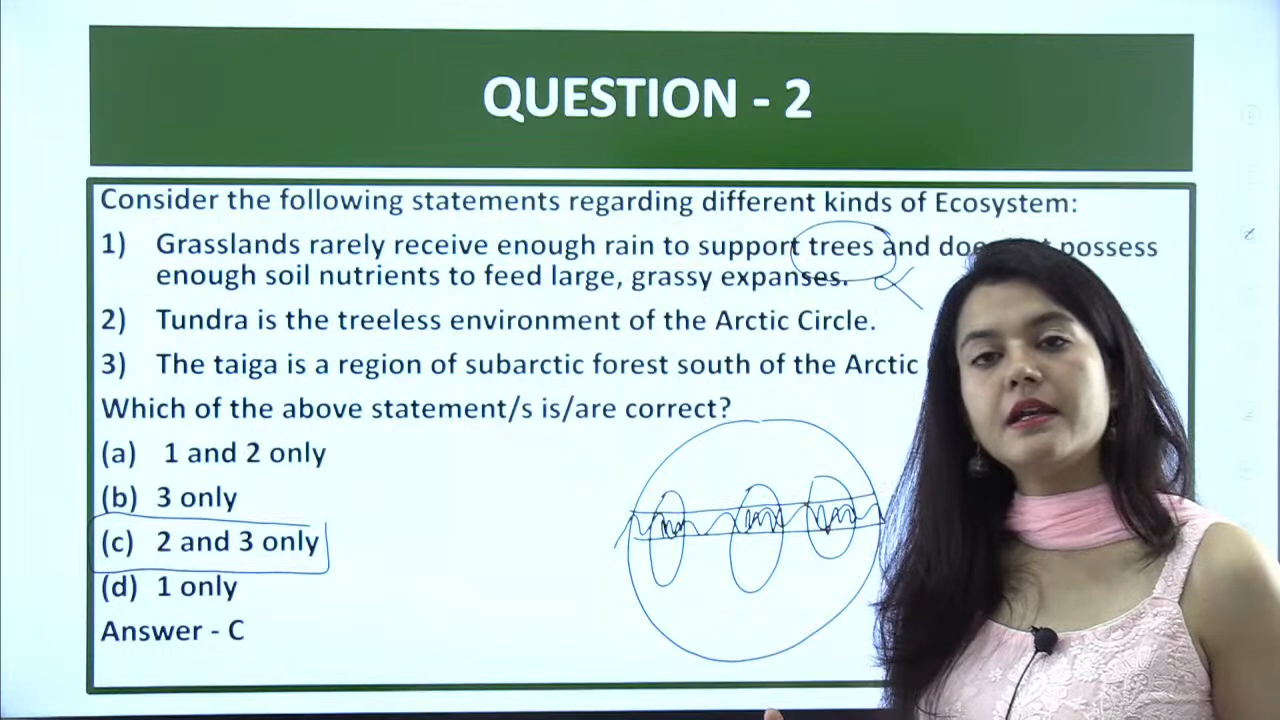 QUESTION - 2
Consider the following statements regarding different kinds of Ecosystem:
1) Grasslands rarely receive enough rain to support trees and possess
enough soil nutrients to feed large, grassy expanses.
2) Tundra is the treeless environment of the Arctic Circle.
3) The taiga is a region of subarctic forest south of the Arctic
Which of the above statement/s is/are correct?
(a) 1 and 2 only
(b) 3 only
(c) 2 and 3 only
(d) 1 only
Answer - C